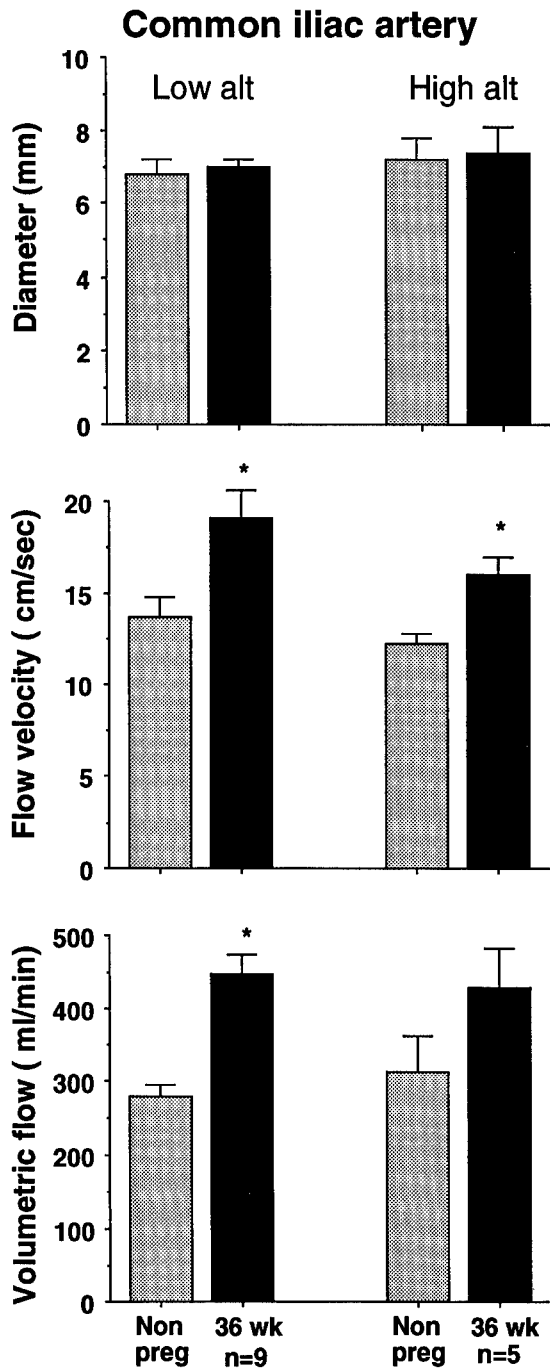 Common iliac artery
Low alt High alt
Diameter (mm)
10
8
6
4
2
0
* *
Flow velocity ( cm/sec)
20
15
10
5
0
*
Volumetric flow ( ml/min)
500
400
300
200
100
0
Non 36 wk Non 36 wk
preg n=9 preg n=5